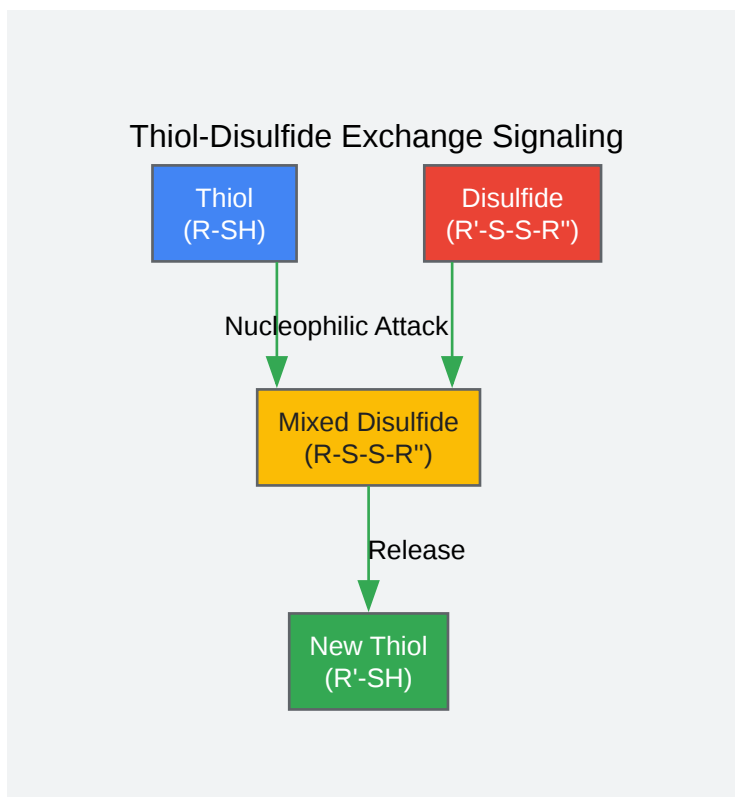 Thiol-Disulfide Exchange Signaling
Thiol
(R-SH)
Disulfide
(R'-S-S-R")
Nucleophilic Attack
Mixed Disulfide
(R-S-S-R")
Release
New Thiol
(R'-SH)